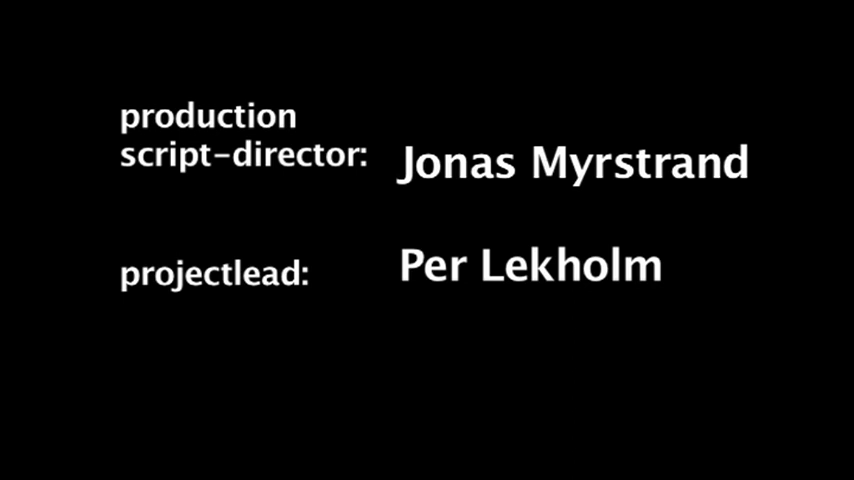 production
script-director: Jonas Myrstrand
projectlead: Per Lekholm